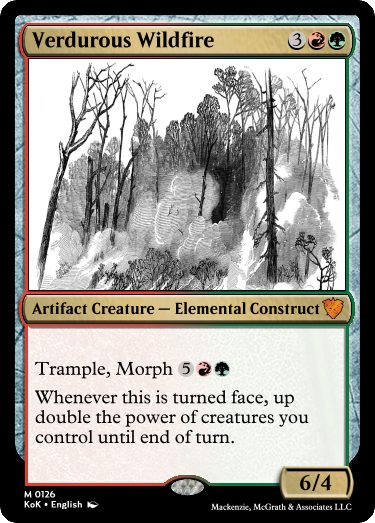 Verdurous Wildfire 3
Artifact Creature — Elemental Construct
Trample, Morph 5
Whenever this is turned face, up
double the power of creatures you
control until end of turn.
6/4
M 0126
KoK • English
Mackenzie, McGrath & Associates LLC